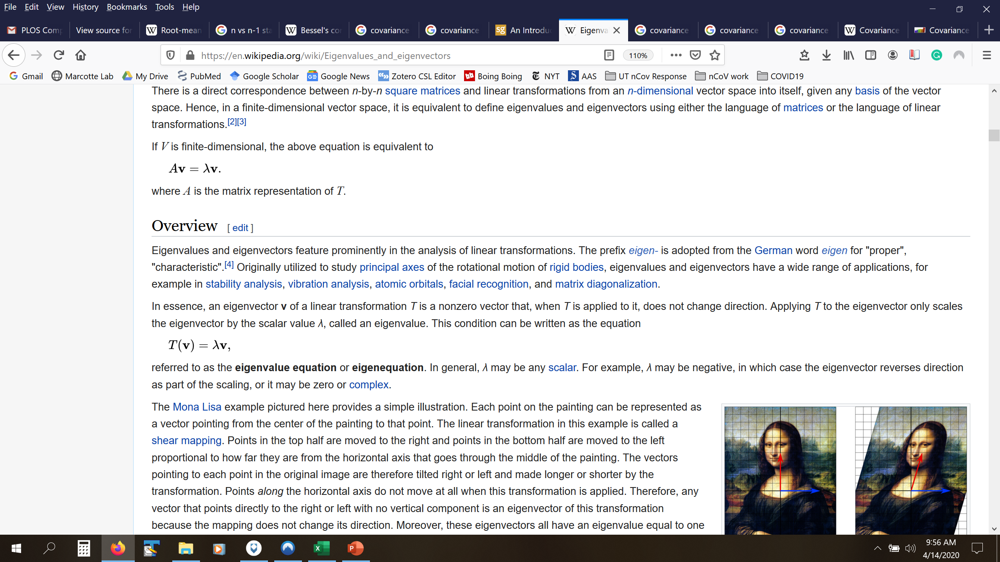 File Edit View History Bookmarks Tools Help
PLOS Comp View source for Root-mean n vs n-1 sta Bessel's cor covariance covariance An Introduc Eigenva covariance covariance covariance Covariance Covariance
https://en.wikipedia.org/wiki/Eigenvalues_and_eigenvectors 110%
Gmail Marcotte Lab My Drive PubMed Google Scholar Google News Zotero CSL Editor Boing Boing NYT AAS UT nCov Response nCoV work COVID19
There is a direct correspondence between n-by-n square matrices and linear transformations from an n-dimensional vector space into itself, given any basis of the vector
space. Hence, in a finite-dimensional vector space, it is equivalent to define eigenvalues and eigenvectors using either the language of matrices or the language of linear
transformations.[2][3]
If V is finite-dimensional, the above equation is equivalent to
Av = λv.
where A is the matrix representation of T.
Overview [ edit ]
Eigenvalues and eigenvectors feature prominently in the analysis of linear transformations. The prefix eigen- is adopted from the German word eigen for "proper",
"characteristic".[4] Originally utilized to study principal axes of the rotational motion of rigid bodies, eigenvalues and eigenvectors have a wide range of applications, for
example in stability analysis, vibration analysis, atomic orbitals, facial recognition, and matrix diagonalization.
In essence, an eigenvector v of a linear transformation T is a nonzero vector that, when T is applied to it, does not change direction. Applying T to the eigenvector only scales
the eigenvector by the scalar value λ, called an eigenvalue. This condition can be written as the equation
T(v) = λv,
referred to as the eigenvalue equation or eigenequation. In general, λ may be any scalar. For example, λ may be negative, in which case the eigenvector reverses direction
as part of the scaling, or it may be zero or complex.
The Mona Lisa example pictured here provides a simple illustration. Each point on the painting can be represented as
a vector pointing from the center of the painting to that point. The linear transformation in this example is called a
shear mapping. Points in the top half are moved to the right and points in the bottom half are moved to the left
proportional to how far they are from the horizontal axis that goes through the middle of the painting. The vectors
pointing to each point in the original image are therefore tilted right or left and made longer or shorter by the
transformation. Points along the horizontal axis do not move at all when this transformation is applied. Therefore, any
vector that points directly to the right or left with no vertical component is an eigenvector of this transformation
because the mapping does not change its direction. Moreover, these eigenvectors all have an eigenvalue equal to one
9:56 AM
4/14/2020